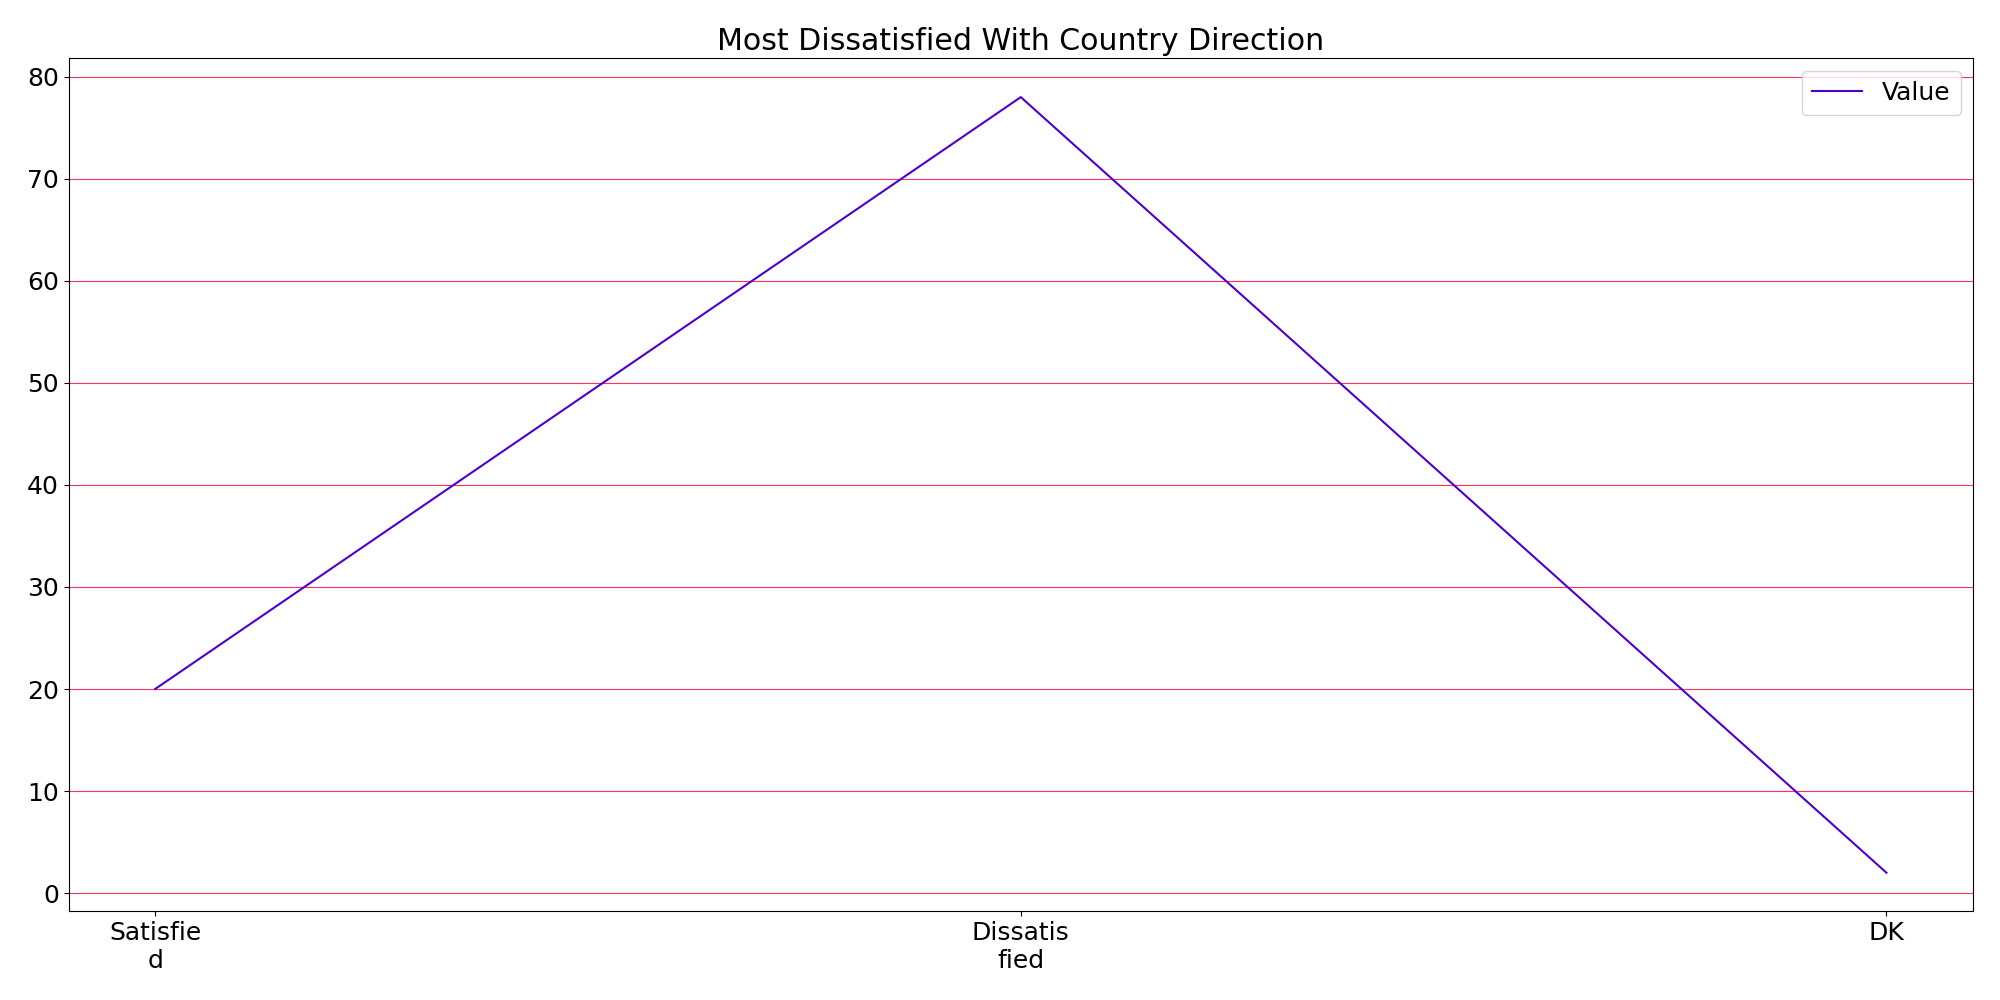 Most Dissatisfied With Country Direction
Value
80
70
60
50
40
30
20
10
0
Satisfie
d
Dissatis
fied
DK